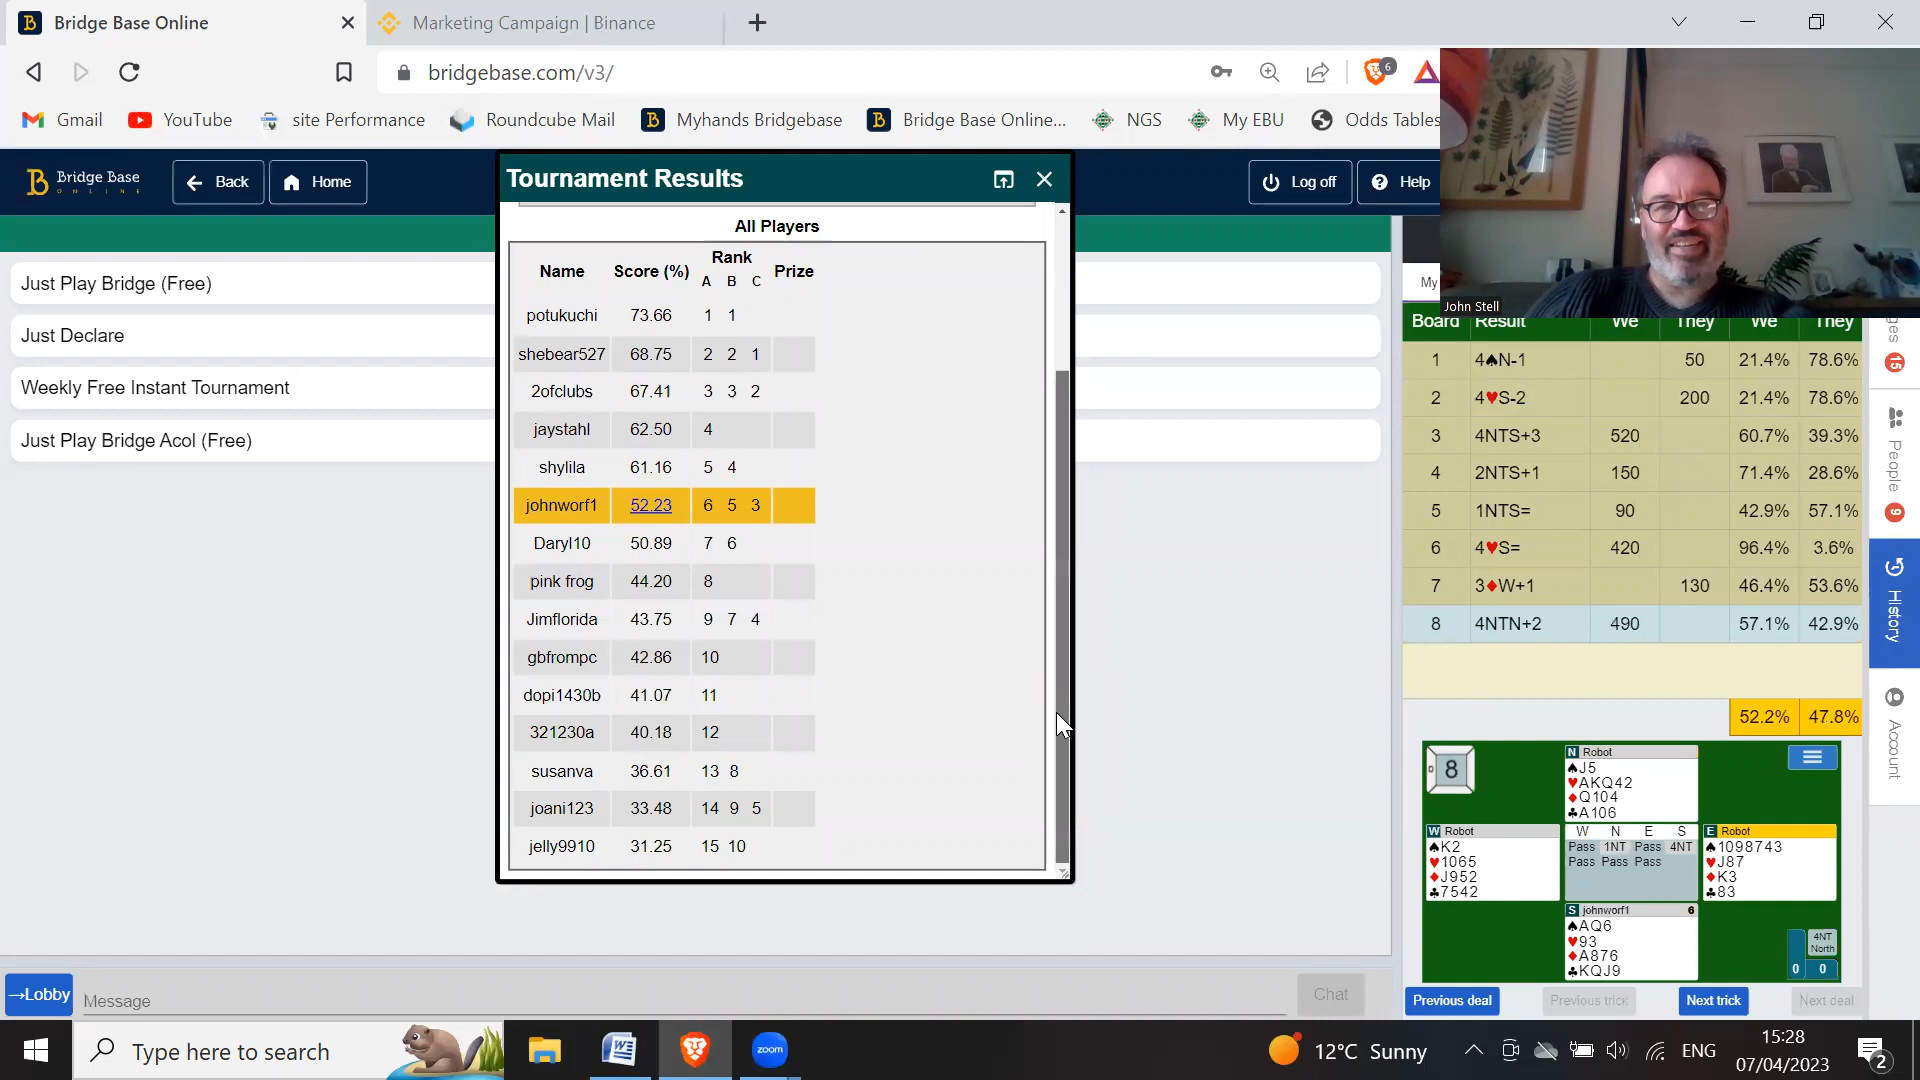 Bridge Base Online
Marketing Campaign | Binance
bridgebase.com/v3/
6
Gmail
YouTube
site Performance
Roundcube Mail
Myhands Bridgebase
Bridge Base Online...
NGS
My EBU
Odds Tables
Bridge Base
ONLINE
Back
Home
Log off
Help
Just Play Bridge (Free)
Just Declare
Weekly Free Instant Tournament
Just Play Bridge Acol (Free)
Tournament Results
All Players
Name Score (%) Rank Prize
A B C
potukuchi 73.66 1 1
shebear527 68.75 2 2 1
2ofclubs 67.41 3 3 2
jaystahl 62.50 4
shylila 61.16 5 4
johnworf1 52.23 6 5 3
Daryl10 50.89 7 6
pink frog 44.20 8
Jimflorida 43.75 9 7 4
gbfrompc 42.86 10
dopi1430b 41.07 11
321230a 40.18 12
susanva 36.61 13 8
joani123 33.48 14 9 5
jelly9910 31.25 15 10
John Stell
My
Board Result We They We They
1 4♠N-1 50 21.4% 78.6%
2 4♥S-2 200 21.4% 78.6%
3 4NTS+3 520 60.7% 39.3%
4 2NTS+1 150 71.4% 28.6%
5 1NTS= 90 42.9% 57.1%
6 4♥S= 420 96.4% 3.6%
7 3♦W+1 130 46.4% 53.6%
8 4NTN+2 490 57.1% 42.9%
52.2% 47.8%
ges
15
People
9
History
Account
D 8
N Robot
♠J5
♥AKQ42
♦Q104
♣A106
W Robot
♠K2
♥1065
♦J952
♣7542
W N E S
Pass 1NT Pass 4NT
Pass Pass Pass
E Robot
♠1098743
♥J87
♦K3
♣83
S johnworf1 6
♠AQ6
♥93
♦A876
♣KQJ9
4NT
North
0 0
Previous deal
Previous trick
Next trick
Next deal
→Lobby
Message
Chat
Type here to search
zoom
12°C Sunny
ENG
15:28
07/04/2023
2